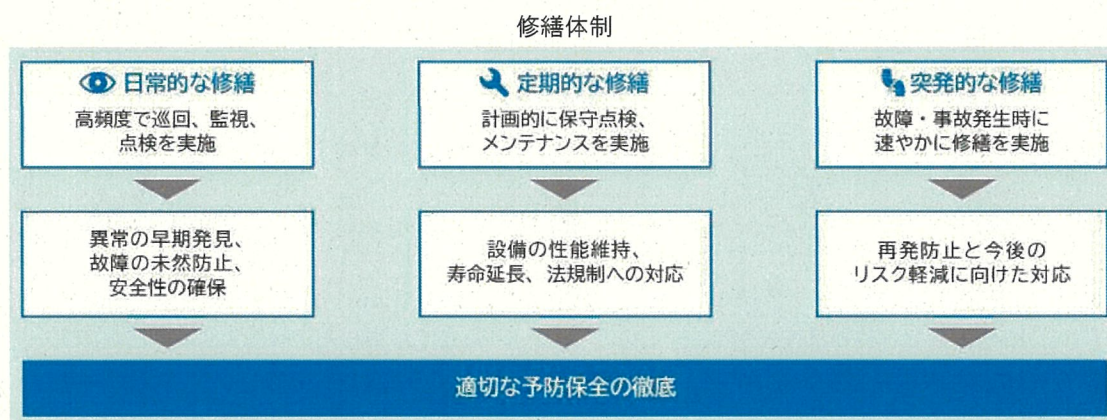 修繕体制
日常的な修繕
高頻度で巡回、監視、
点検を実施
異常の早期発見、
故障の未然防止、
安全性の確保
定期的な修繕
計画的に保守点検、
メンテナンスを実施
設備の性能維持、
寿命延長、法規制への対応
突発的な修繕
故障・事故発生時に
速やかに修繕を実施
再発防止と今後の
リスク軽減に向けた対応
適切な予防保全の徹底